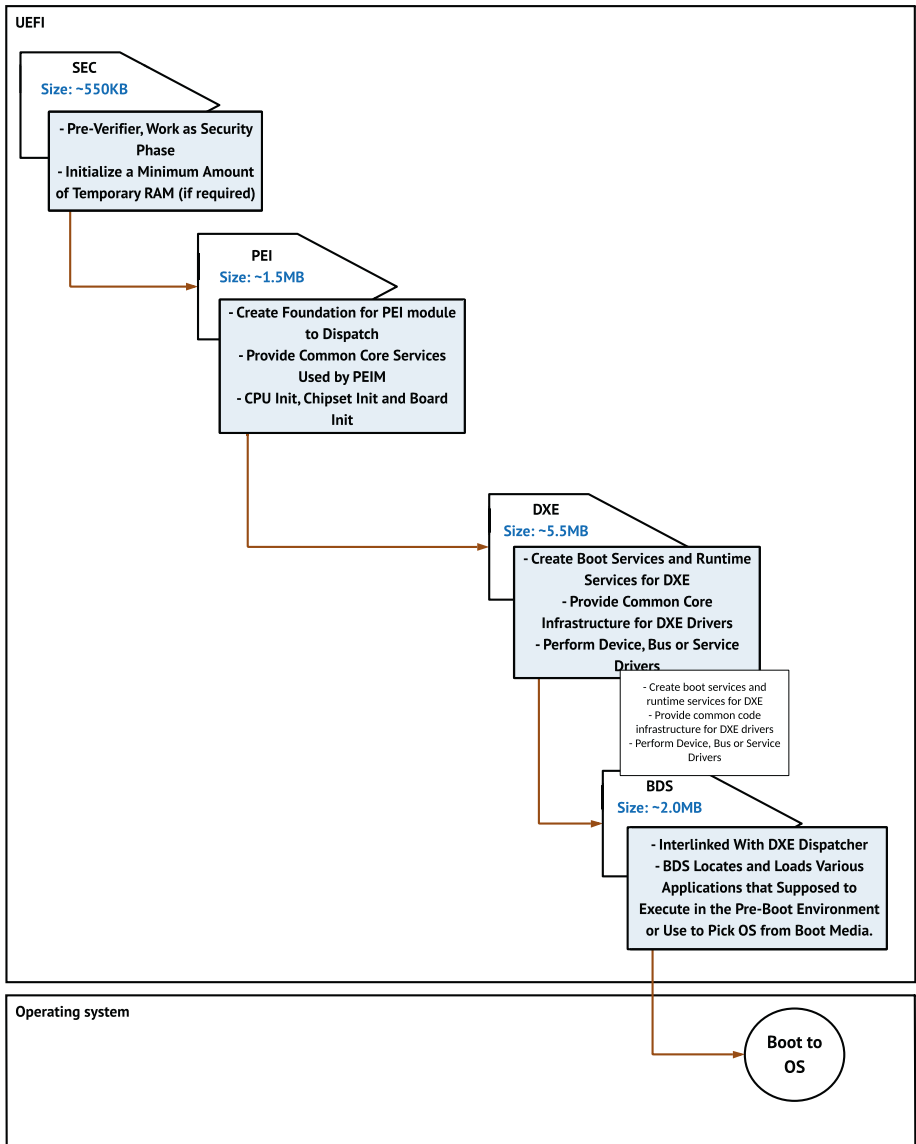 UEFI
SEC
Size: ~550KB
- Pre-Verifier, Work as Security
Phase
- Initialize a Minimum Amount
of Temporary RAM (if required)
PEI
Size: ~1.5MB
- Create Foundation for PEI module
to Dispatch
- Provide Common Core Services
Used by PEIM
- CPU Init, Chipset Init and Board
Init
DXE
Size: ~5.5MB
- Create Boot Services and Runtime
Services for DXE
- Provide Common Core
Infrastructure for DXE Drivers
- Perform Device, Bus or Service
Drivers
- Create boot services and
runtime services for DXE
- Provide common code
infrastructure for DXE drivers
- Perform Device, Bus or Service
Drivers
BDS
Size: ~2.0MB
- Interlinked With DXE Dispatcher
- BDS Locates and Loads Various
Applications that Supposed to
Execute in the Pre-Boot Environment
or Use to Pick OS from Boot Media.
Operating system
Boot to
OS